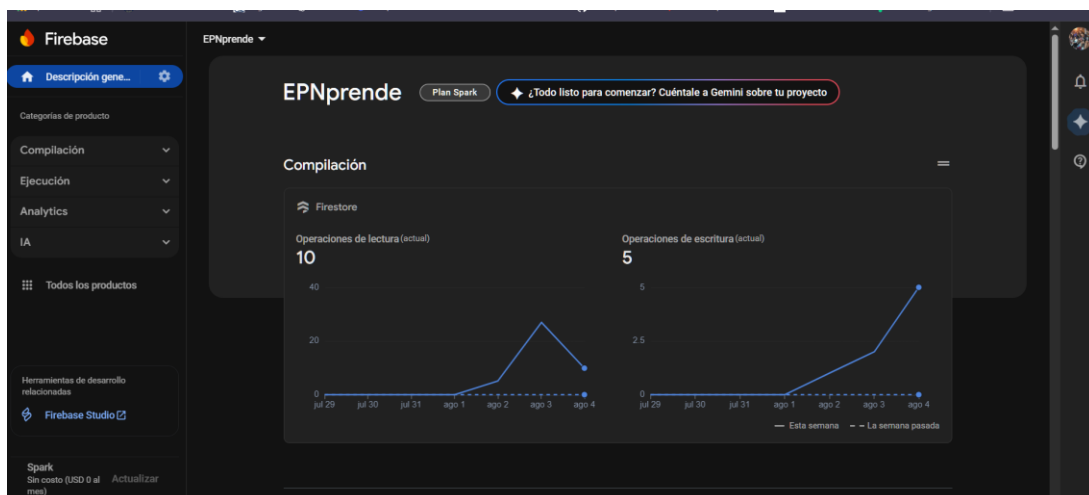 Firebase
EPNprende
Descripción gene...
EPNprende
Plan Spark
¿Todo listo para comenzar? Cuéntale a Gemini sobre tu proyecto
Categorías de producto
Compilación
Ejecución
Analytics
IA
Todos los productos
Herramientas de desarrollo
relacionadas
Firebase Studio
Spark
Sin costo (USD 0 al
mes)
Actualizar
Compilación
Firestore
Operaciones de lectura (actual)
10
40
20
0
jul 29 jul 30 jul 31 ago 1 ago 2 ago 3 ago 4
Operaciones de escritura (actual)
5
5
2.5
0
jul 29 jul 30 jul 31 ago 1 ago 2 ago 3 ago 4
Esta semana La semana pasada